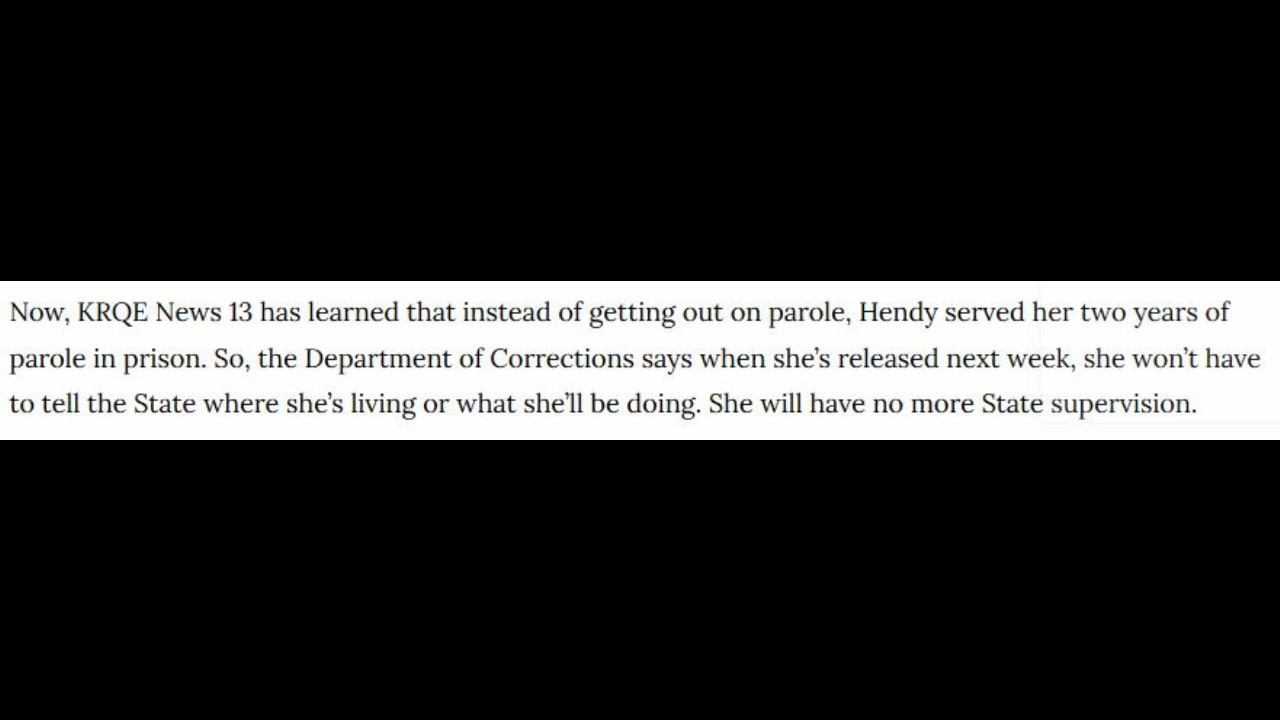 Now, KRQE News 13 has learned that instead of getting out on parole, Hendy served her two years of
parole in prison. So, the Department of Corrections says when she’s released next week, she won’t have
to tell the State where she’s living or what she’ll be doing. She will have no more State supervision.